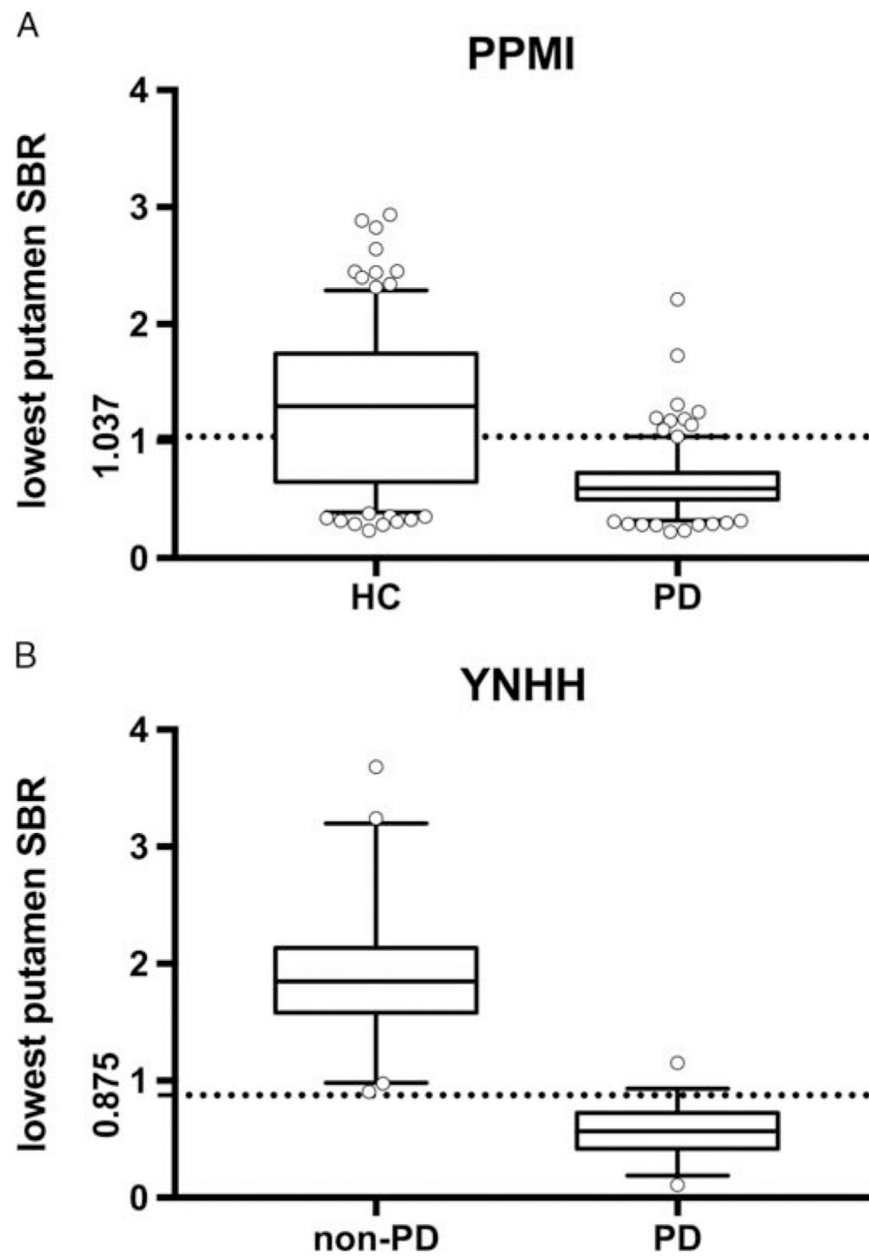 A
PPMI
lowest putamen SBR
4
3
2
1.037
1
0
HC PD
B
YNHH
lowest putamen SBR
4
3
2
0.875
1
0
non-PD PD